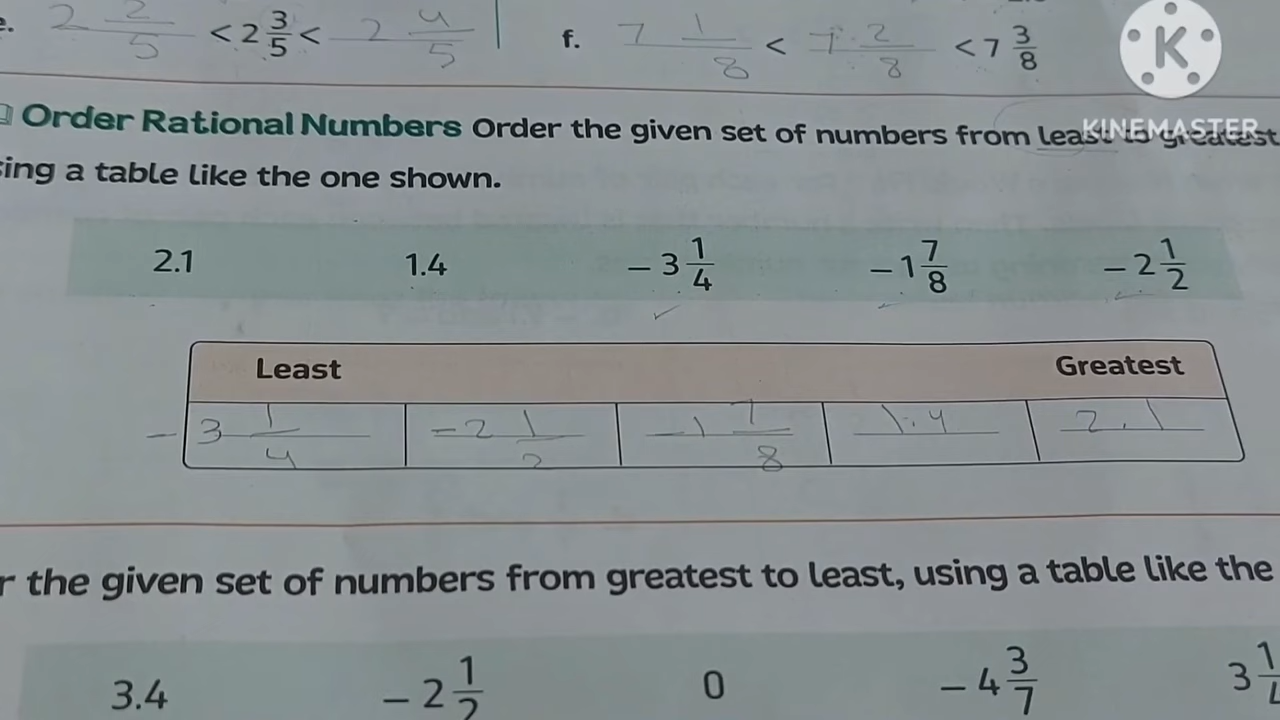 e. 2 2/5 < 2 3/5 < 2 4/5
f. 7 1/8 < 7 2/8 < 7 3/8
K
KINEMASTER
Order Rational Numbers Order the given set of numbers from least to greatest
sing a table like the one shown.
2.1 1.4 -3 1/4 -1 7/8 -2 1/2
Least Greatest
-3 1/4 -2 1/2 -1 7/8 1.4 2.1
r the given set of numbers from greatest to least, using a table like the
3.4 -2 1/2 0 -4 3/7 3 1/4